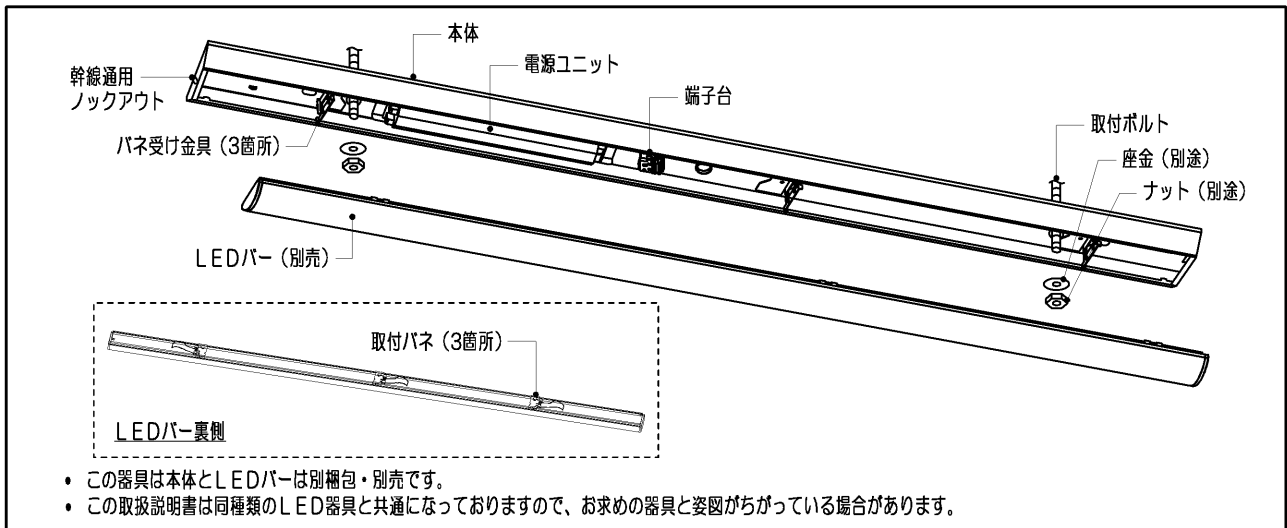 本体
電源ユニット
幹線通用
ノックアウト
端子台
取付ボルト
バネ受け金具（3箇所）
座金（別途）
ナット（別途）
LEDバー（別売）
取付バネ（3箇所）
LEDバー裏側
• この器具は本体とLEDバーは別梱包・別売です。
• この取扱説明書は同種類のLED器具と共通になっておりますので、お求めの器具と姿図がちがっている場合があります。